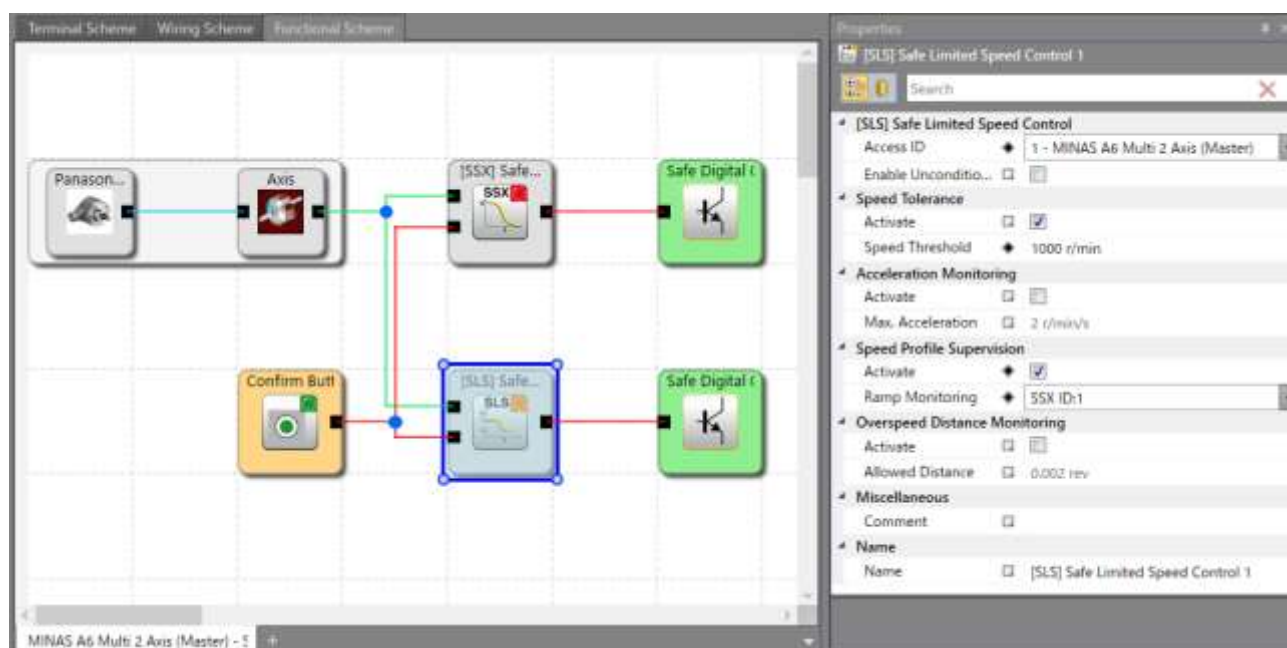 Terminal Scheme Wiring Scheme Functional Scheme
Panason...
Axis
[SSX] Safe...
SSX
Safe Digital (
Confirm Butt
[SLS] Safe...
SLS
Safe Digital (
MINAS A6 Multi 2 Axis (Master) - S
Properties
[SLS] Safe Limited Speed Control 1
Search
[SLS] Safe Limited Speed Control
Access ID 1 - MINAS A6 Multi 2 Axis (Master)
Enable Unconditio...
Speed Tolerance
Activate
Speed Threshold 1000 r/min
Acceleration Monitoring
Activate
Max. Acceleration 2 r/min/s
Speed Profile Supervision
Activate
Ramp Monitoring SSX ID:1
Overspeed Distance Monitoring
Activate
Allowed Distance 0.002 rev
Miscellaneous
Comment
Name
Name [SLS] Safe Limited Speed Control 1